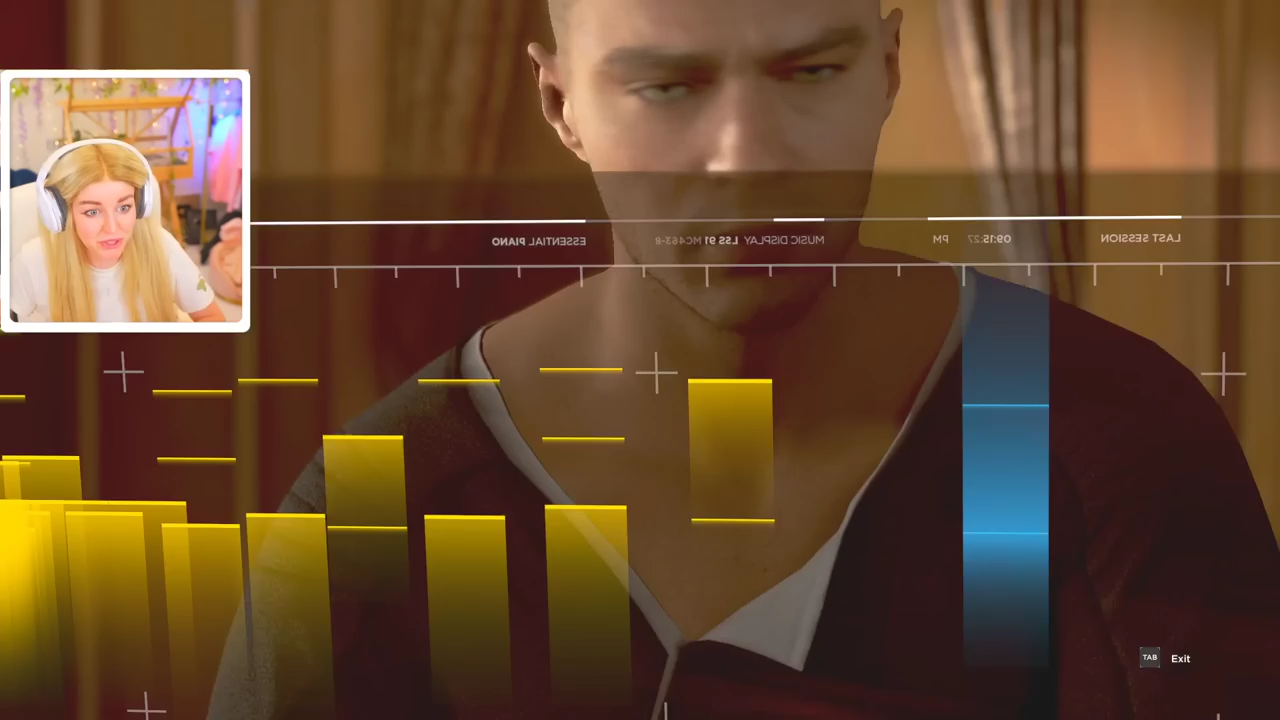 ESSENTIAL PIANO
MUSIC DISPLAY LSS 91 MC463-8
09:15:27 PM
LAST SESSION
TAB Exit